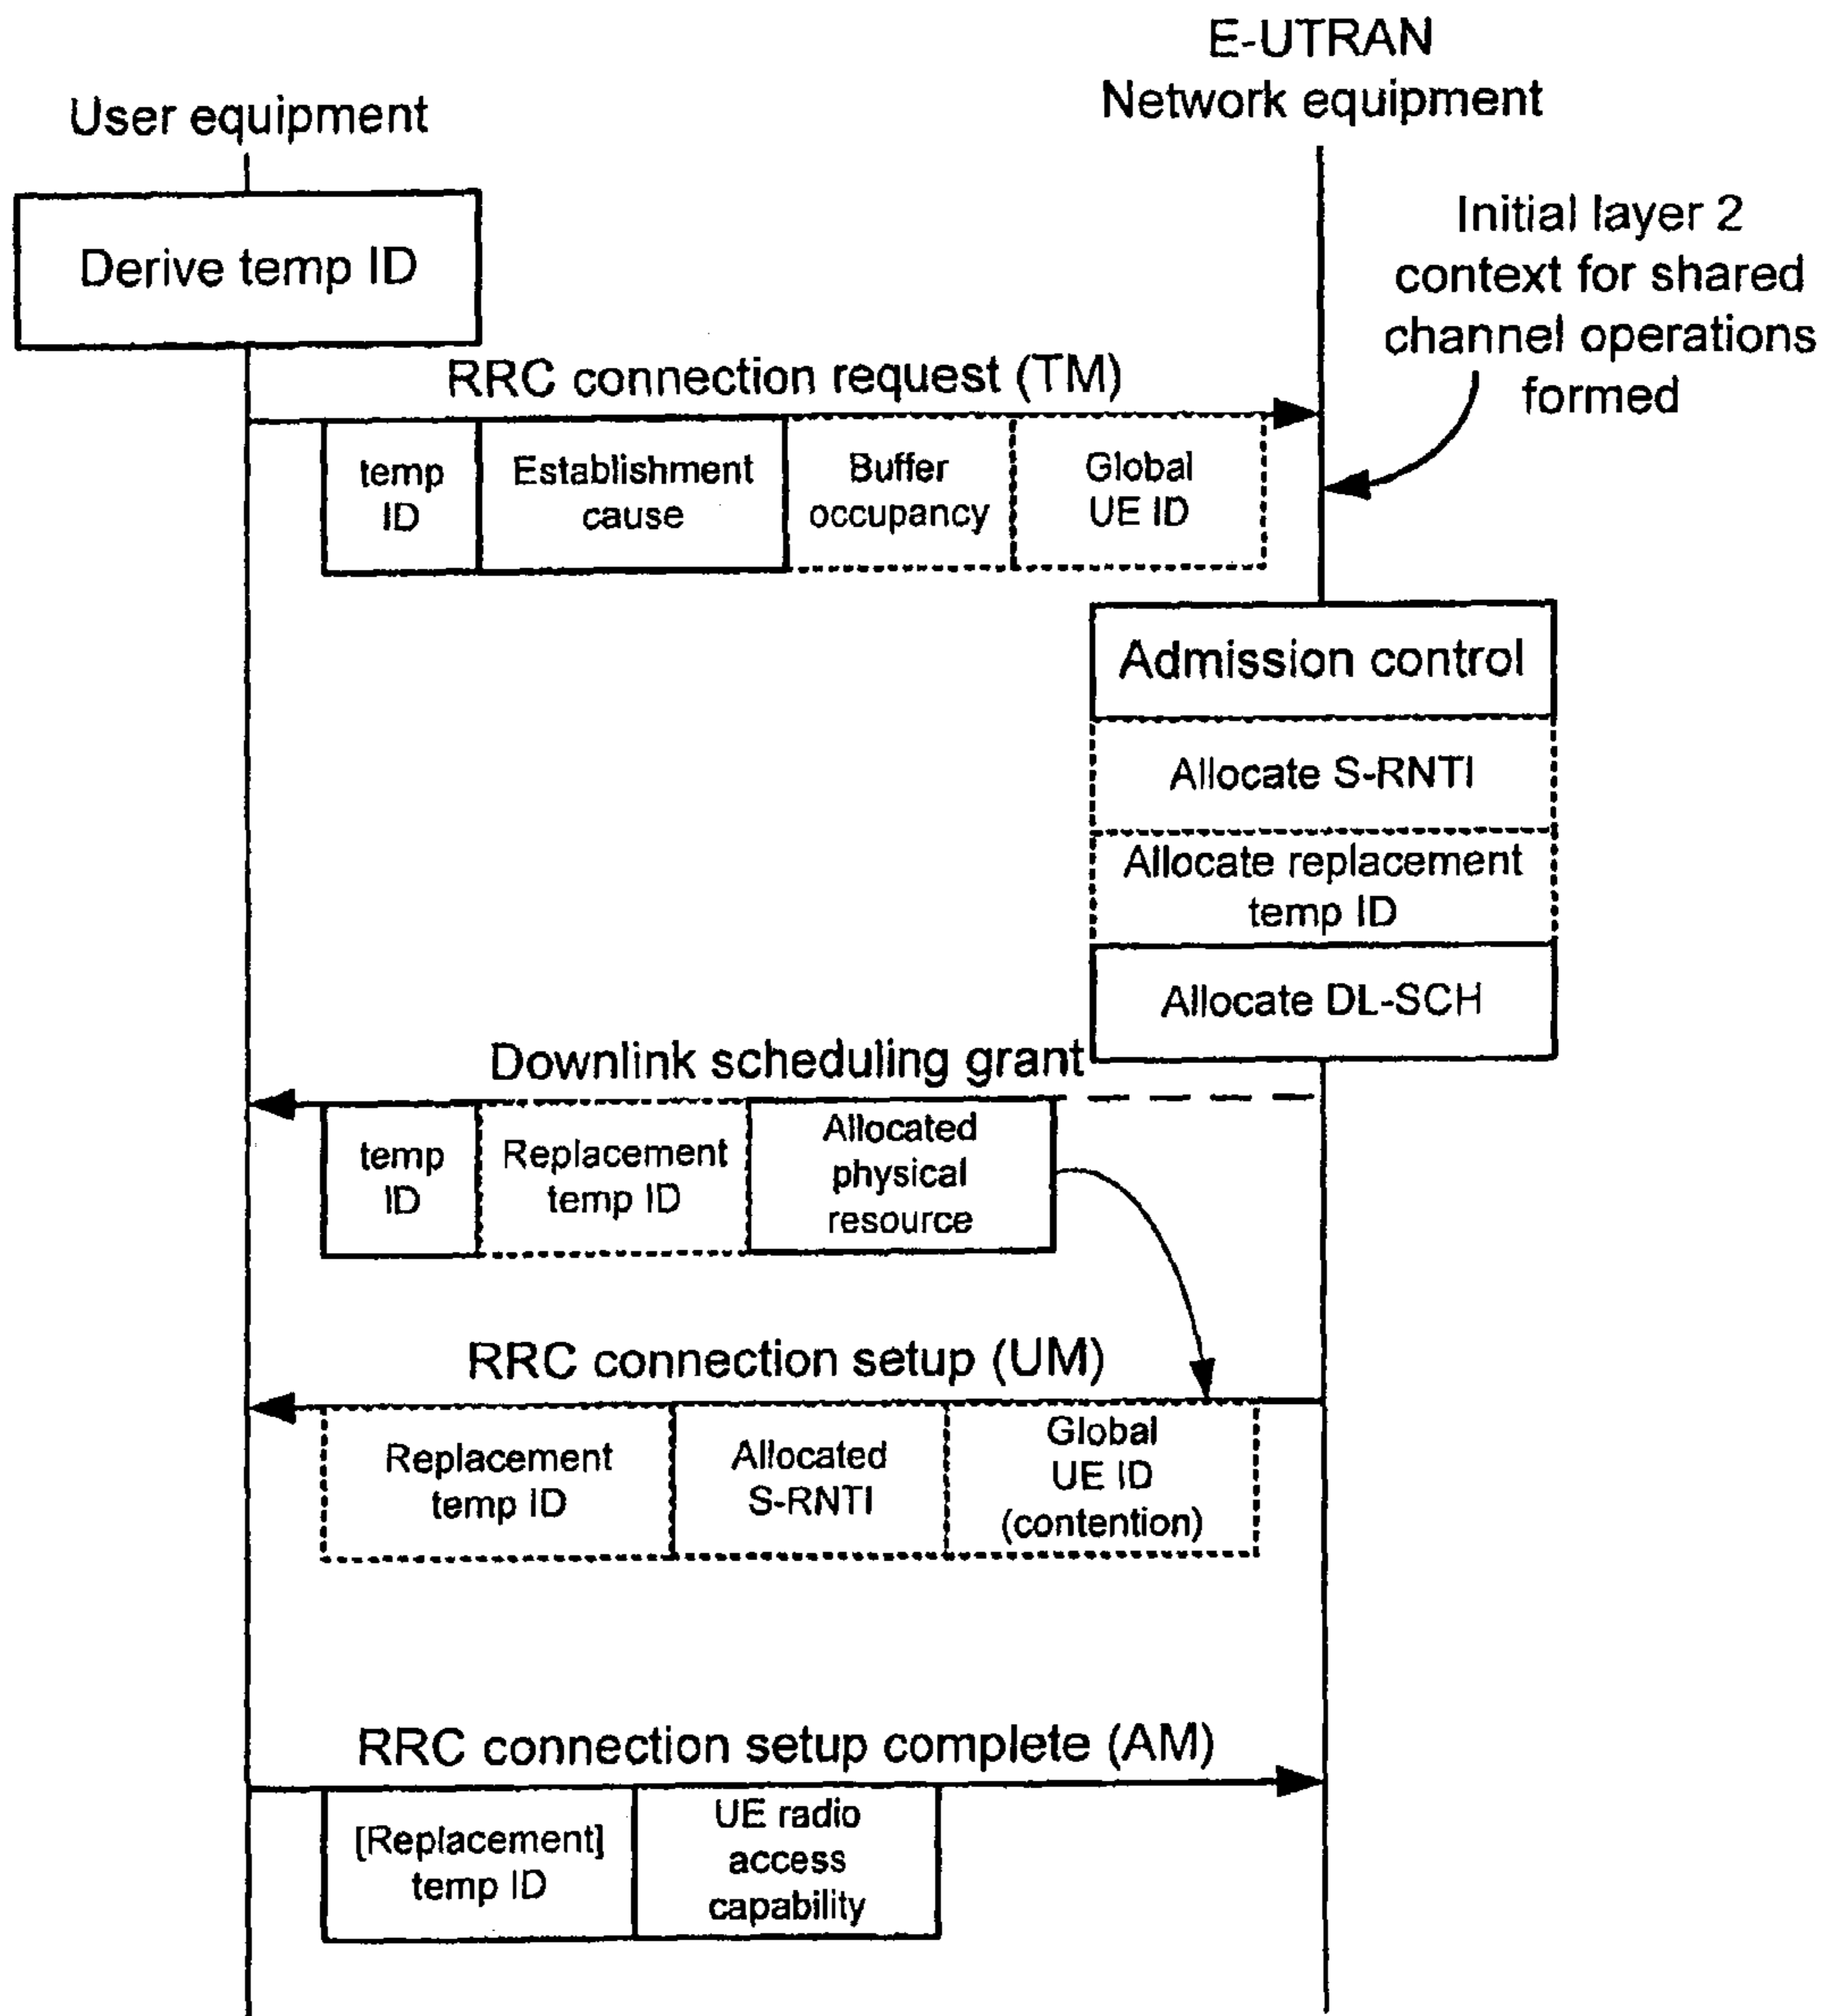 E-UTRAN
Network equipment
User equipment
Derive temp ID
Initial layer 2
context for shared
channel operations
formed
RRC connection request (TM)
temp
ID
Establishment
cause
Buffer
occupancy
Global
UE ID
Admission control
Allocate S-RNTI
Allocate replacement
temp ID
Allocate DL-SCH
Downlink scheduling grant
temp
ID
Replacement
temp ID
Allocated
physical
resource
RRC connection setup (UM)
Replacement
temp ID
Allocated
S-RNTI
Global
UE ID
(contention)
RRC connection setup complete (AM)
[Replacement]
temp ID
UE radio
access
capability